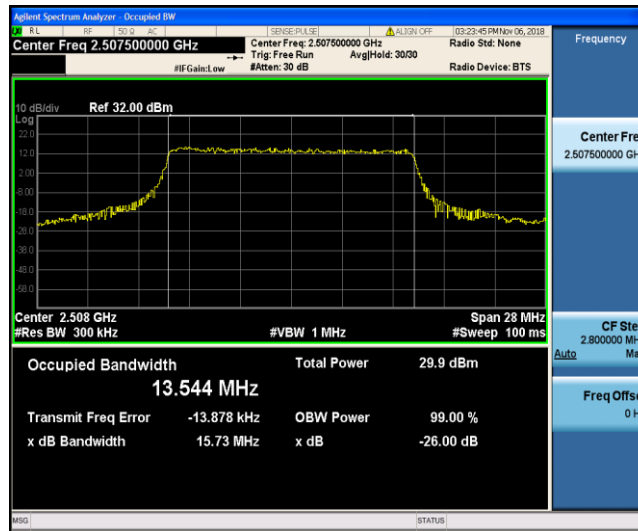 Agilent Spectrum Analyzer - Occupied BW
RL RF 50 Ω AC SENSE:PULSE ALIGN OFF 03:23:45 PM Nov 06, 2018
Center Freq 2.507500000 GHz Center Freq: 2.507500000 GHz Radio Std: None Frequency
Trig: Free Run Avg|Hold: 30/30
#IFGain:Low #Atten: 30 dB Radio Device: BTS
10 dB/div Ref 32.00 dBm
Log
22.0
12.0
2.00
-8.00
-18.0
-28.0
-38.0
-48.0
-58.0
Center Fre
2.507500000 GH
Center 2.508 GHz Span 28 MHz
#Res BW 300 kHz #VBW 1 MHz #Sweep 100 ms
CF Ste
2.800000 MH
Auto Ma
Occupied Bandwidth Total Power 29.9 dBm
13.544 MHz
Freq Offse
0 H
Transmit Freq Error -13.878 kHz OBW Power 99.00 %
x dB Bandwidth 15.73 MHz x dB -26.00 dB
MSG STATUS